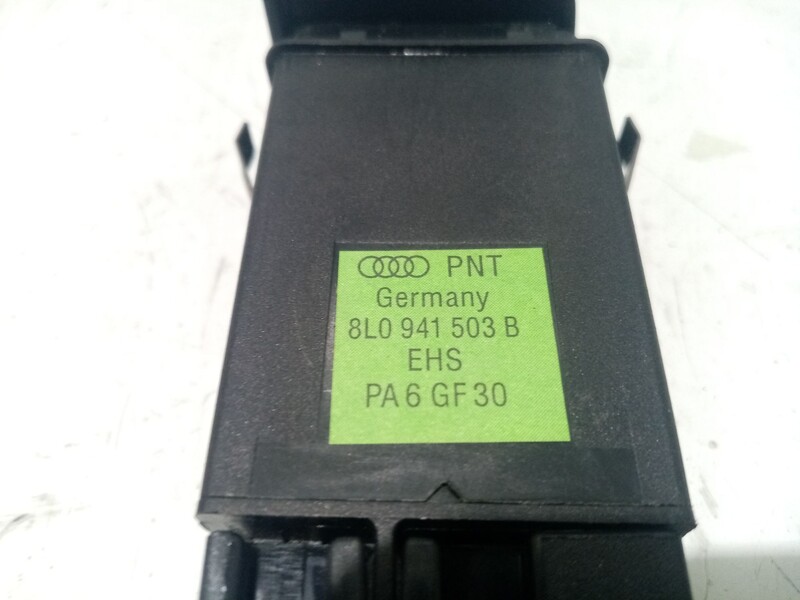 PNT
Germany
8L0 941 503 B
EHS
PA 6 GF 30